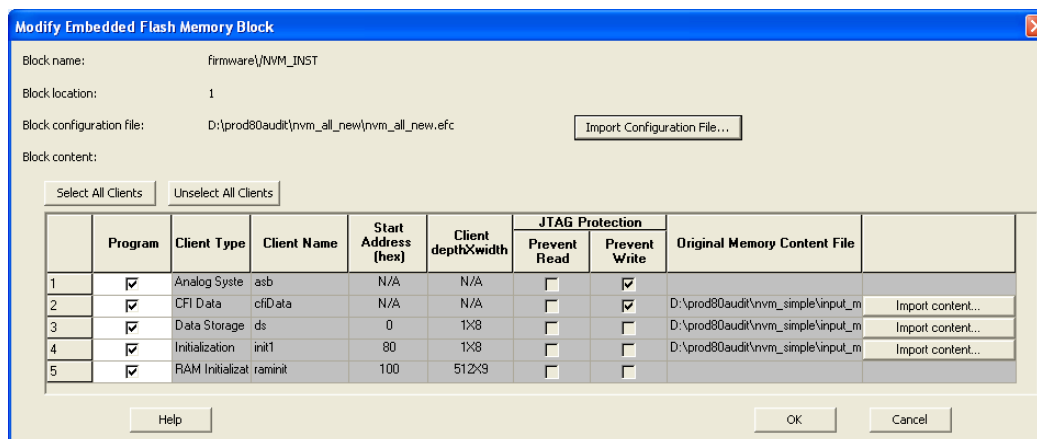 Modify Embedded Flash Memory Block
Block name: firmware\/NVM_INST
Block location: 1
Block configuration file: D:\prod80audit\nvm_all_new\nvm_all_new.efc Import Configuration File...
Block content:
Select All Clients Unselect All Clients
Program Client Type Client Name Start Address (hex) Client depthXwidth JTAG Protection Prevent Read Prevent Write Original Memory Content File
1 Analog Syste asb N/A N/A
2 CFI Data cfiData N/A N/A D:\prod80audit\nvm_simple\input_m Import content...
3 Data Storage ds 0 1X8 D:\prod80audit\nvm_simple\input_m Import content...
4 Initialization init1 80 1X8 D:\prod80audit\nvm_simple\input_m Import content...
5 RAM Initializat raminit 100 512X9
Help OK Cancel